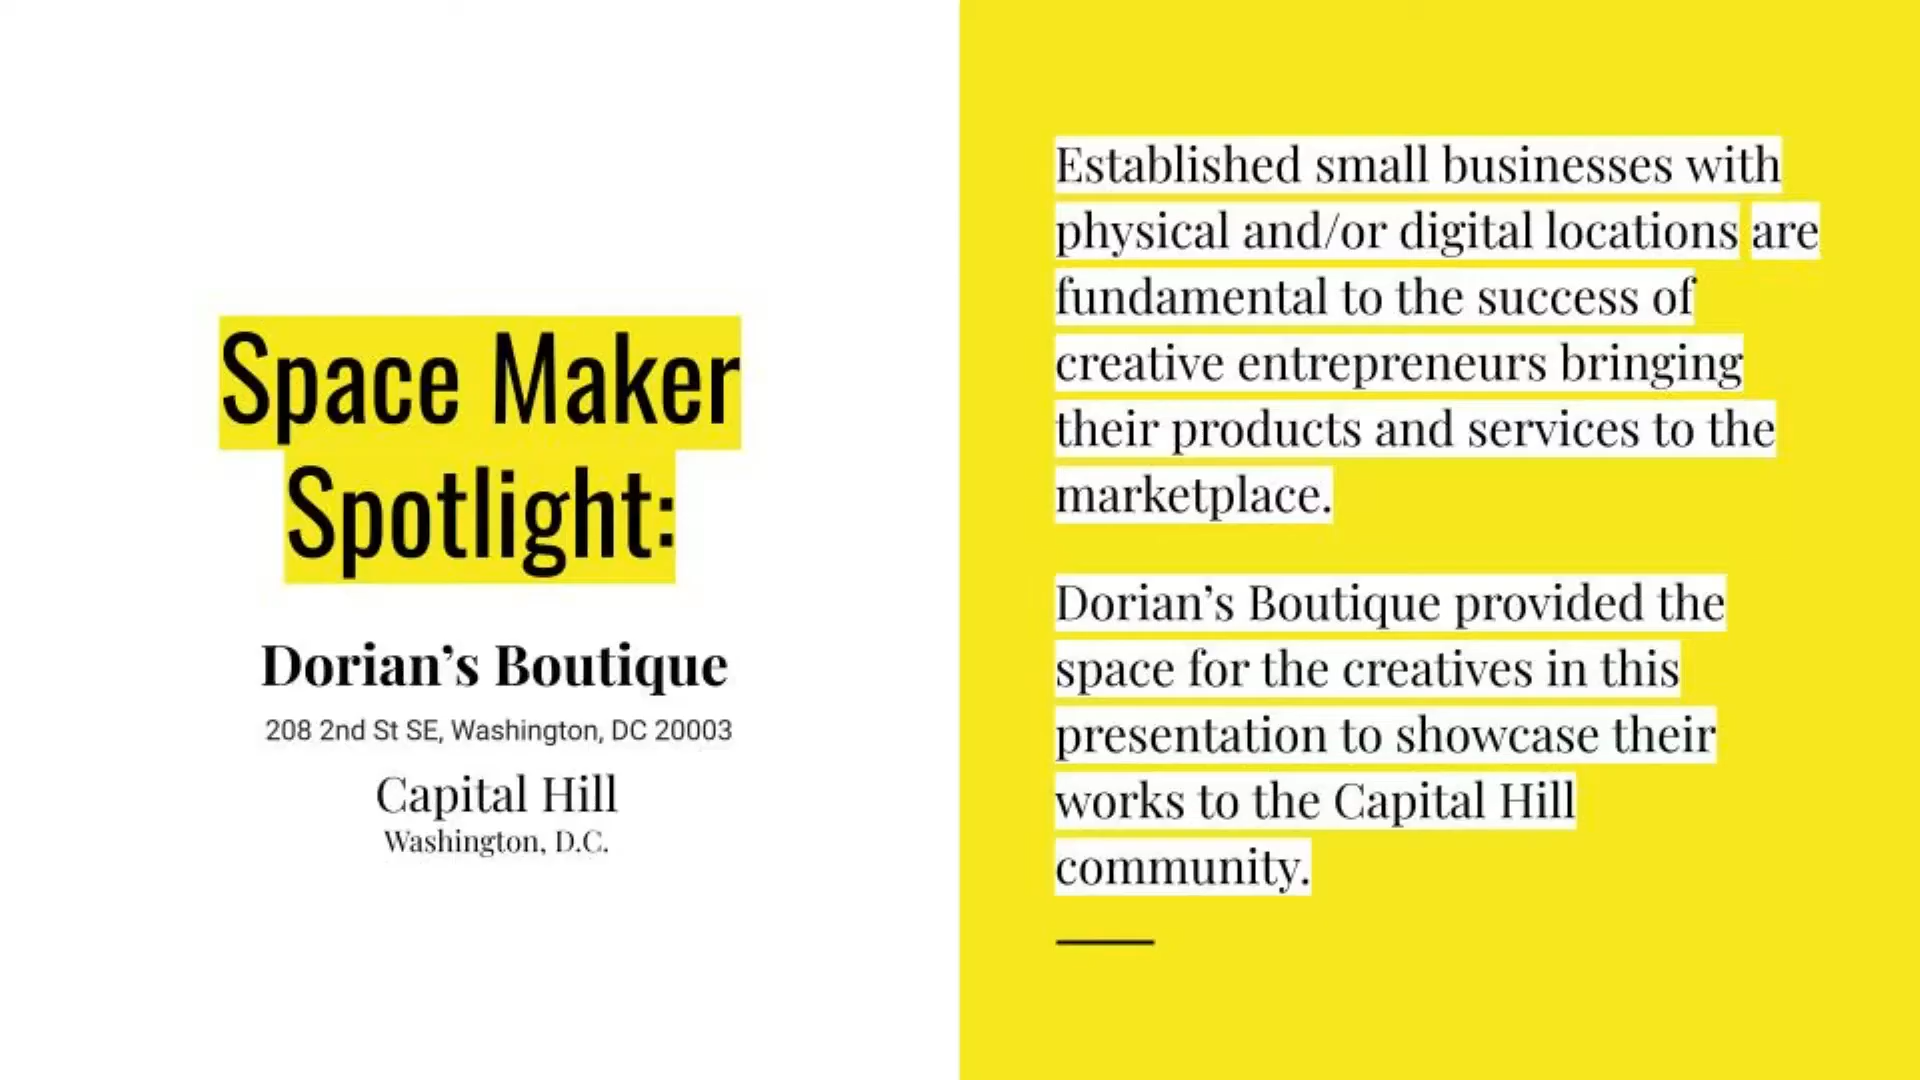 Space Maker
Spotlight:
Dorian’s Boutique
208 2nd St SE, Washington, DC 20003
Capital Hill
Washington, D.C.
Established small businesses with
physical and/or digital locations are
fundamental to the success of
creative entrepreneurs bringing
their products and services to the
marketplace.
Dorian’s Boutique provided the
space for the creatives in this
presentation to showcase their
works to the Capital Hill
community.